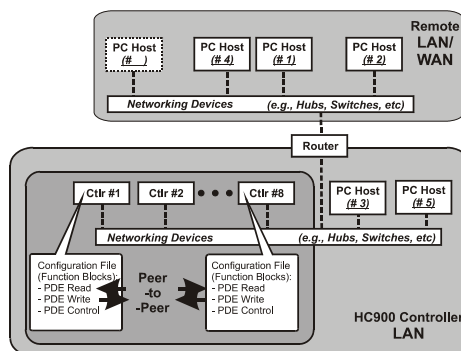 Remote
LAN/
WAN
PC Host
(# __)
PC Host
(# 4)
PC Host
(# 1)
PC Host
(# 2)
Networking Devices (e.g., Hubs, Switches, etc)
Router
Ctlr #1
Ctlr #2
Ctlr #8
PC Host
(# 3)
PC Host
(# 5)
Networking Devices (e.g., Hubs, Switches, etc)
Configuration File
(Function Blocks):
- PDE Read
- PDE Write
- PDE Control
Peer
-to
-Peer
Configuration File
(Function Blocks):
- PDE Read
- PDE Write
- PDE Control
HC900 Controller
LAN